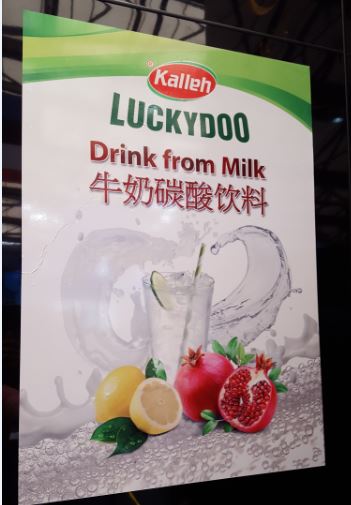 ® Kalleh
LUCKYDOO
Drink from Milk
牛奶碳酸饮料